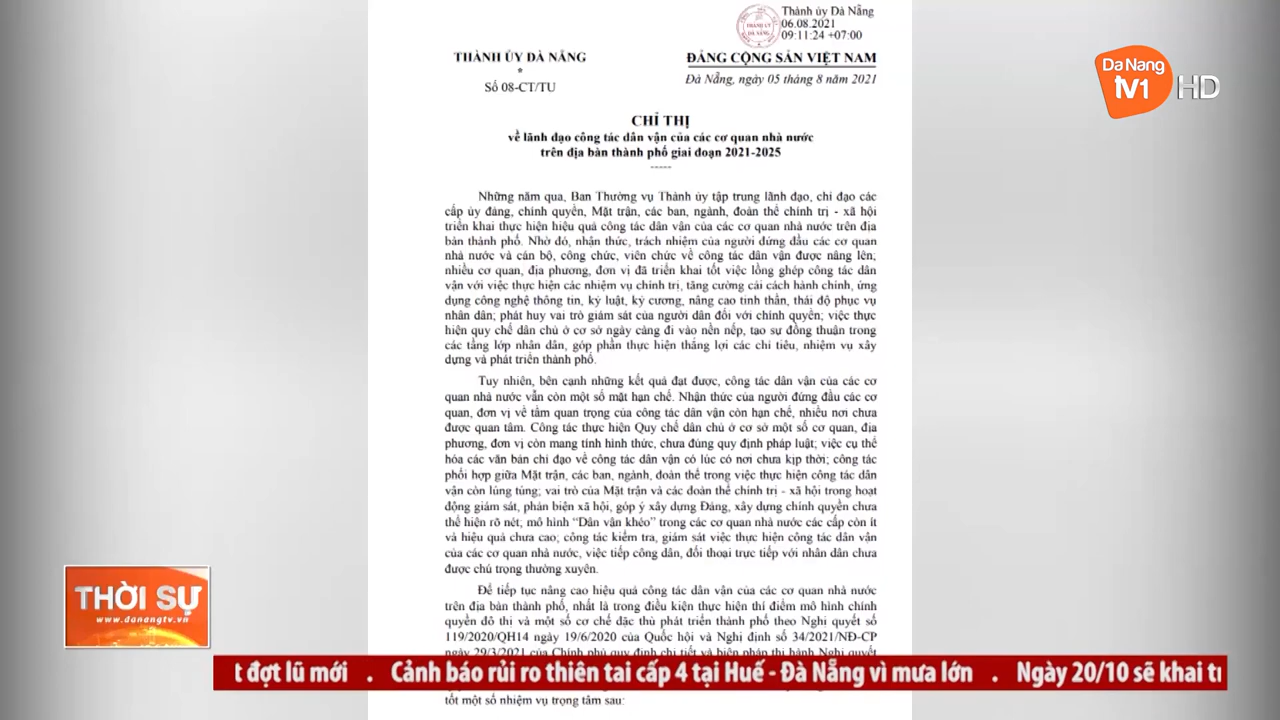 Thành ủy Đà Nẵng
06.08.2021
09:11:24 +07:00
THÀNH ỦY ĐÀ NẴNG
*
Số 08-CT/TU
ĐẢNG CỘNG SẢN VIỆT NAM
Đà Nẵng, ngày 05 tháng 8 năm 2021
Da Nang
TV1 HD
CHỈ THỊ
về lãnh đạo công tác dân vận của các cơ quan nhà nước
trên địa bàn thành phố giai đoạn 2021-2025
-----
Những năm qua, Ban Thường vụ Thành ủy tập trung lãnh đạo, chỉ đạo các
cấp ủy đảng, chính quyền, Mặt trận, các ban, ngành, đoàn thể chính trị - xã hội
triển khai thực hiện hiệu quả công tác dân vận của các cơ quan nhà nước trên địa
bàn thành phố. Nhờ đó, nhận thức, trách nhiệm của người đứng đầu các cơ quan
nhà nước và cán bộ, công chức, viên chức về công tác dân vận được nâng lên;
nhiều cơ quan, địa phương, đơn vị đã triển khai tốt việc lồng ghép công tác dân
vận với việc thực hiện các nhiệm vụ chính trị, tăng cường cải cách hành chính, ứng
dụng công nghệ thông tin, kỷ luật, kỷ cương, nâng cao tinh thần, thái độ phục vụ
nhân dân; phát huy vai trò giám sát của người dân đối với chính quyền; việc thực
hiện quy chế dân chủ ở cơ sở ngày càng đi vào nền nếp, tạo sự đồng thuận trong
các tầng lớp nhân dân, góp phần thực hiện thắng lợi các chỉ tiêu, nhiệm vụ xây
dựng và phát triển thành phố.
Tuy nhiên, bên cạnh những kết quả đạt được, công tác dân vận của các cơ
quan nhà nước vẫn còn một số mặt hạn chế. Nhận thức của người đứng đầu các cơ
quan, đơn vị về tầm quan trọng của công tác dân vận còn hạn chế, nhiều nơi chưa
được quan tâm. Công tác thực hiện Quy chế dân chủ ở cơ sở một số cơ quan, địa
phương, đơn vị còn mang tính hình thức, chưa đúng quy định pháp luật; việc cụ thể
hóa các văn bản chỉ đạo về công tác dân vận có lúc có nơi chưa kịp thời; công tác
phối hợp giữa Mặt trận, các ban, ngành, đoàn thể trong việc thực hiện công tác dân
vận còn lúng túng; vai trò của Mặt trận và các đoàn thể chính trị - xã hội trong hoạt
động giám sát, phản biện xã hội, góp ý xây dựng Đảng, xây dựng chính quyền chưa
thể hiện rõ nét; mô hình “Dân vận khéo” trong các cơ quan nhà nước các cấp còn ít
và hiệu quả chưa cao; công tác kiểm tra, giám sát việc thực hiện công tác dân vận
của các cơ quan nhà nước, việc tiếp công dân, đối thoại trực tiếp với nhân dân chưa
được chú trọng thường xuyên.
Để tiếp tục nâng cao hiệu quả công tác dân vận của các cơ quan nhà nước
trên địa bàn thành phố, nhất là trong điều kiện thực hiện thí điểm mô hình chính
quyền đô thị và một số cơ chế đặc thù phát triển thành phố theo Nghị quyết số
119/2020/QH14 ngày 19/6/2020 của Quốc hội và Nghị định số 34/2021/NĐ-CP
ngày 29/3/2021 của Chính phủ quy định chi tiết và biện pháp thi hành Nghị quyết
tốt một số nhiệm vụ trọng tâm sau:
THỜI SỰ
www.danangtv.vn
t đợt lũ mới . Cảnh báo rủi ro thiên tai cấp 4 tại Huế - Đà Nẵng vì mưa lớn . Ngày 20/10 sẽ khai